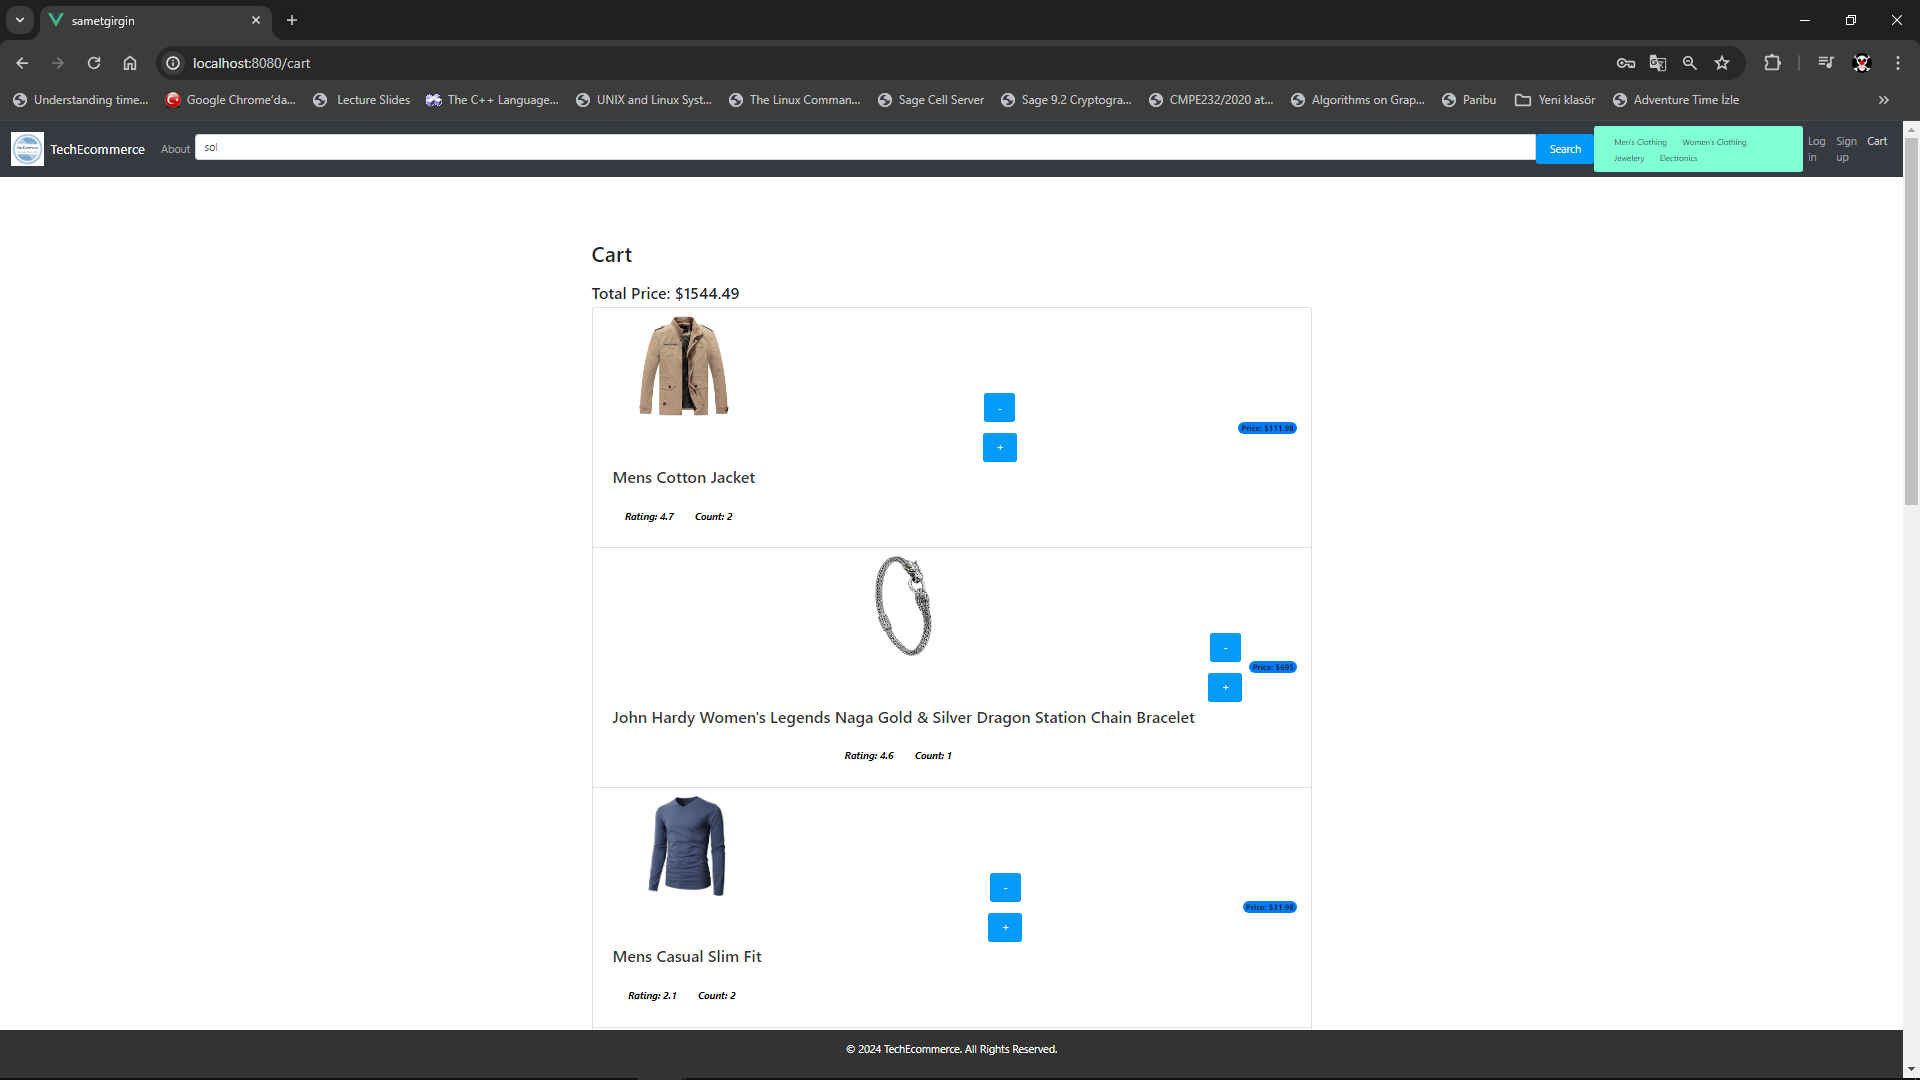 sametgirgin
localhost:8080/cart
Understanding time...
Google Chrome'da...
Lecture Slides
The C++ Language...
UNIX and Linux Syst...
The Linux Comman...
Sage Cell Server
Sage 9.2 Cryptogra...
CMPE232/2020 at...
Algorithms on Grap...
Paribu
Yeni klasör
Adventure Time İzle
TechEcommerce
About
sol
Search
Men's Clothing Women's Clothing
Jewelery Electronics
Log in
Sign up
Cart
Cart
Total Price: $1544.49
-
+
Price: $111.98
Mens Cotton Jacket
Rating: 4.7 Count: 2
-
+
Price: $695
John Hardy Women's Legends Naga Gold & Silver Dragon Station Chain Bracelet
Rating: 4.6 Count: 1
-
+
Price: $31.98
Mens Casual Slim Fit
Rating: 2.1 Count: 2
© 2024 TechEcommerce. All Rights Reserved.